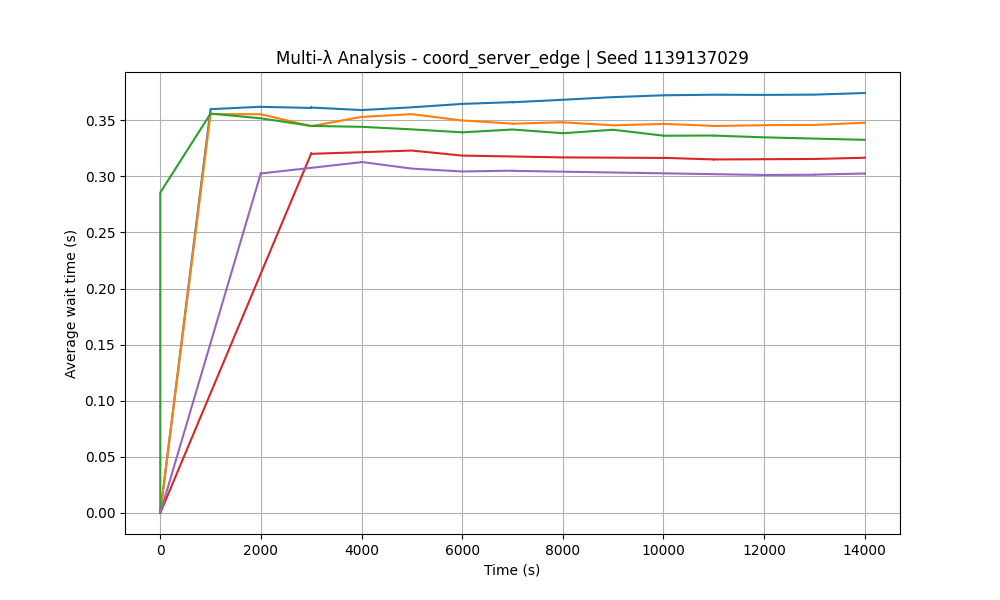 Multi-λ Analysis - coord_server_edge | Seed 1139137029
Average wait time (s)
0.35
0.30
0.25
0.20
0.15
0.10
0.05
0.00
0 2000 4000 6000 8000 10000 12000 14000
Time (s)